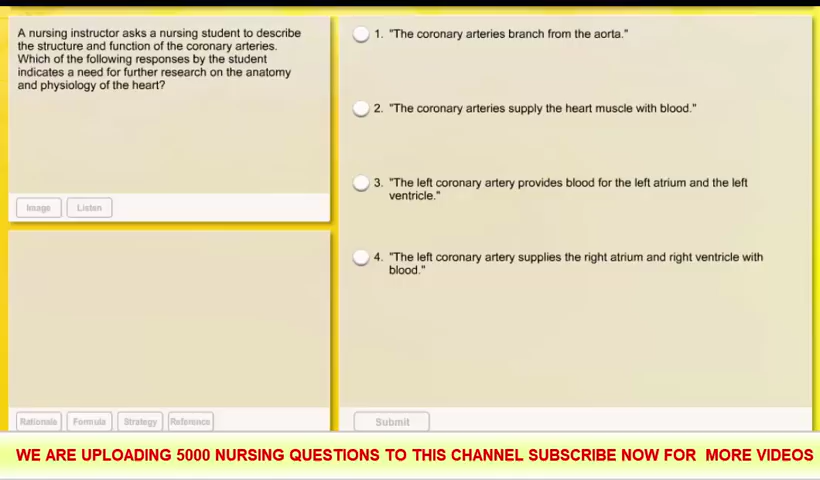 A nursing instructor asks a nursing student to describe
the structure and function of the coronary arteries.
Which of the following responses by the student
indicates a need for further research on the anatomy
and physiology of the heart?
Image Listen
1. "The coronary arteries branch from the aorta."
2. "The coronary arteries supply the heart muscle with blood."
3. "The left coronary artery provides blood for the left atrium and the left
ventricle."
4. "The left coronary artery supplies the right atrium and right ventricle with
blood."
Rationale Formula Strategy Reference
Submit
WE ARE UPLOADING 5000 NURSING QUESTIONS TO THIS CHANNEL SUBSCRIBE NOW FOR MORE VIDEOS